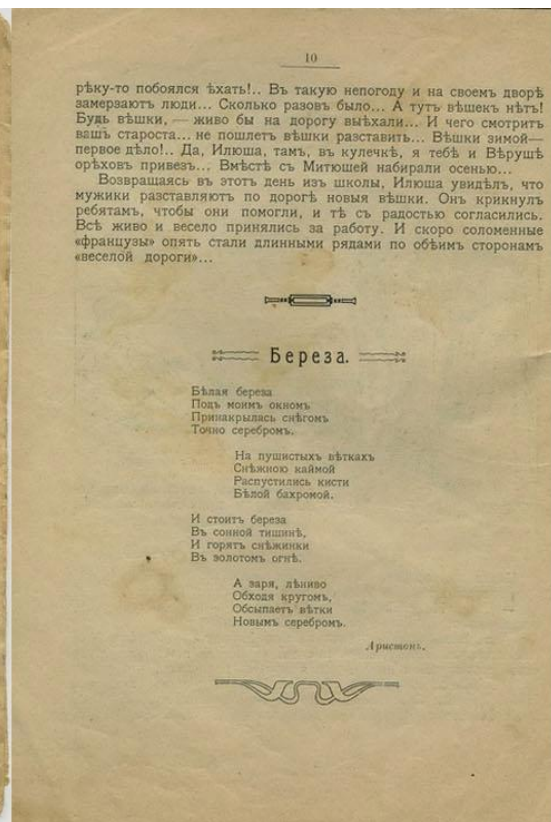 10
рѣку-то побоялся ѣхать!.. Въ такую непогоду и на своемъ дворѣ
замерзаютъ люди... Сколько разовъ было... А тутъ вѣшекъ нѣтъ!
Будь вѣшки, — живо бы на дорогу выѣхали... И чего смотритъ
вашъ староста... не пошлетъ вѣшки разставить... Вѣшки зимой—
первое дѣло!.. Да, Илюша, тамъ, въ кулечкѣ, я тебѣ и Вѣрушѣ
орѣховъ привезъ... Вмѣстѣ съ Митюшей набирали осенью...
Возвращаясь въ этотъ день изъ школы, Илюша увидѣлъ, что
мужики разставляютъ по дорогѣ новыя вѣшки. Онъ крикнулъ
ребятамъ, чтобы они помогли, и тѣ съ радостью согласились.
Всѣ живо и весело принялись за работу. И скоро соломенные
«французы» опять стали длинными рядами по обѣимъ сторонамъ
«веселой дороги»...
Береза.
Бѣлая береза
Подъ моимъ окномъ
Принакрылась снѣгомъ
Точно серебромъ.
На пушистыхъ вѣткахъ
Снѣжною каймой
Распустились кисти
Бѣлой бахромой.
И стоитъ береза
Въ сонной тишинѣ,
И горятъ снѣжинки
Въ золотомъ огнѣ.
А заря, лѣниво
Обходя кругомъ,
Обсыпаетъ вѣтки
Новымъ серебромъ.
Аристонъ.